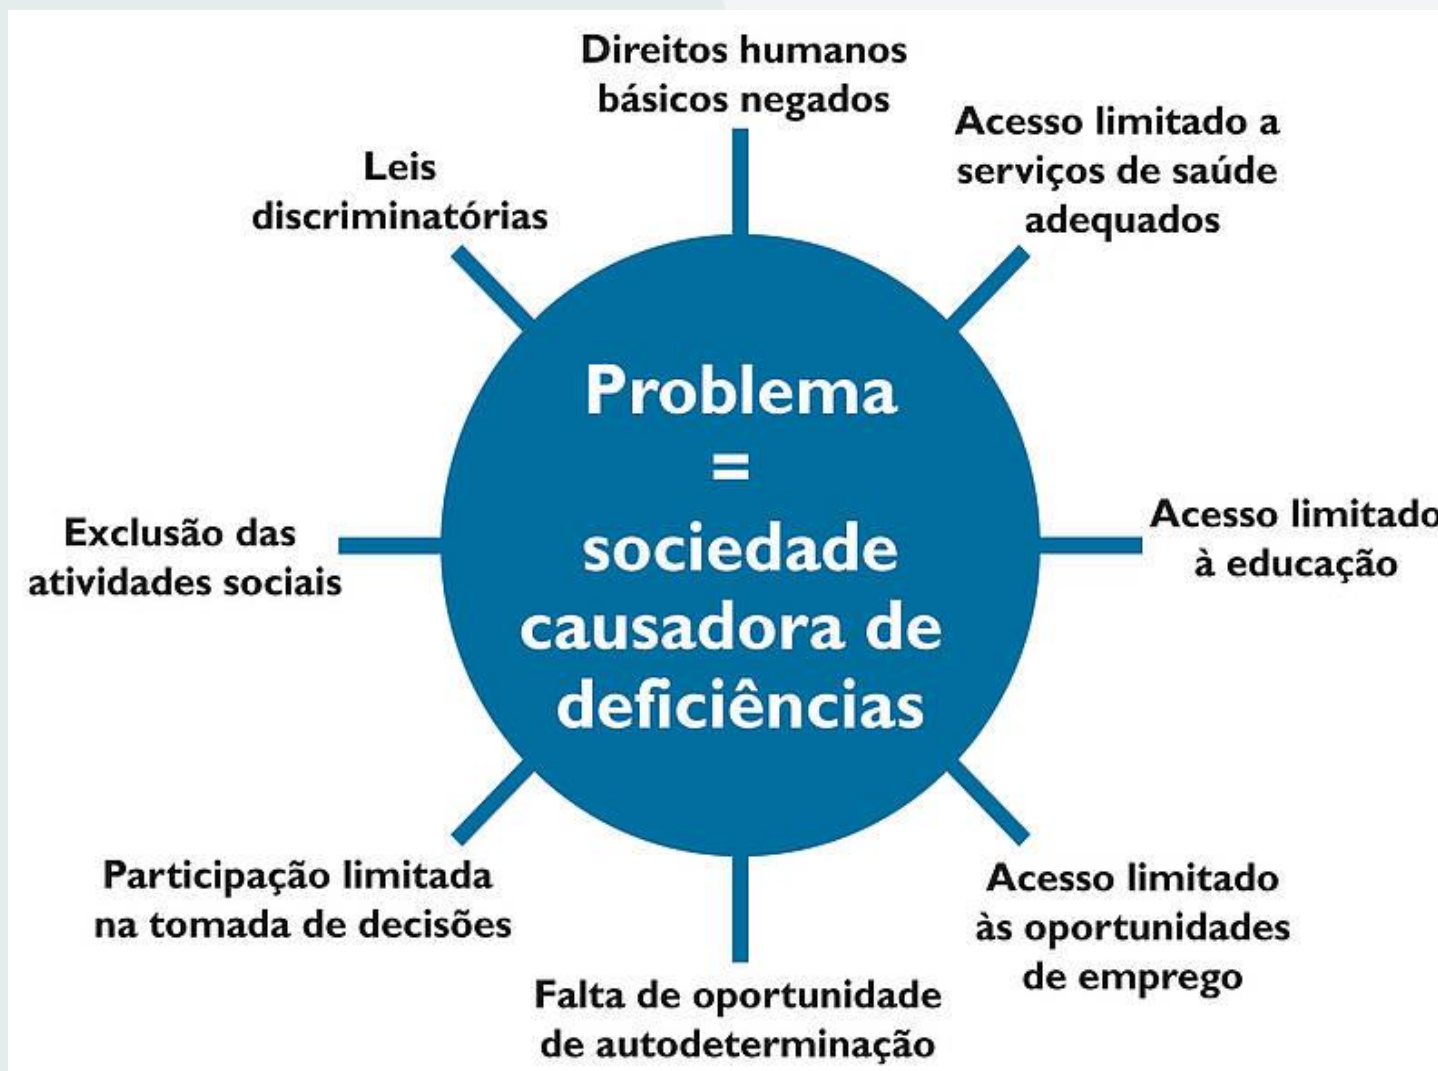 Direitos humanos
básicos negados
Acesso limitado a
serviços de saúde
adequados
Leis
discriminatórias
Problema
=
sociedade
causadora de
deficiências
Exclusão das
atividades sociais
Acesso limitado
à educação
Participação limitada
na tomada de decisões
Acesso limitado
às oportunidades
de emprego
Falta de oportunidade
de autodeterminação